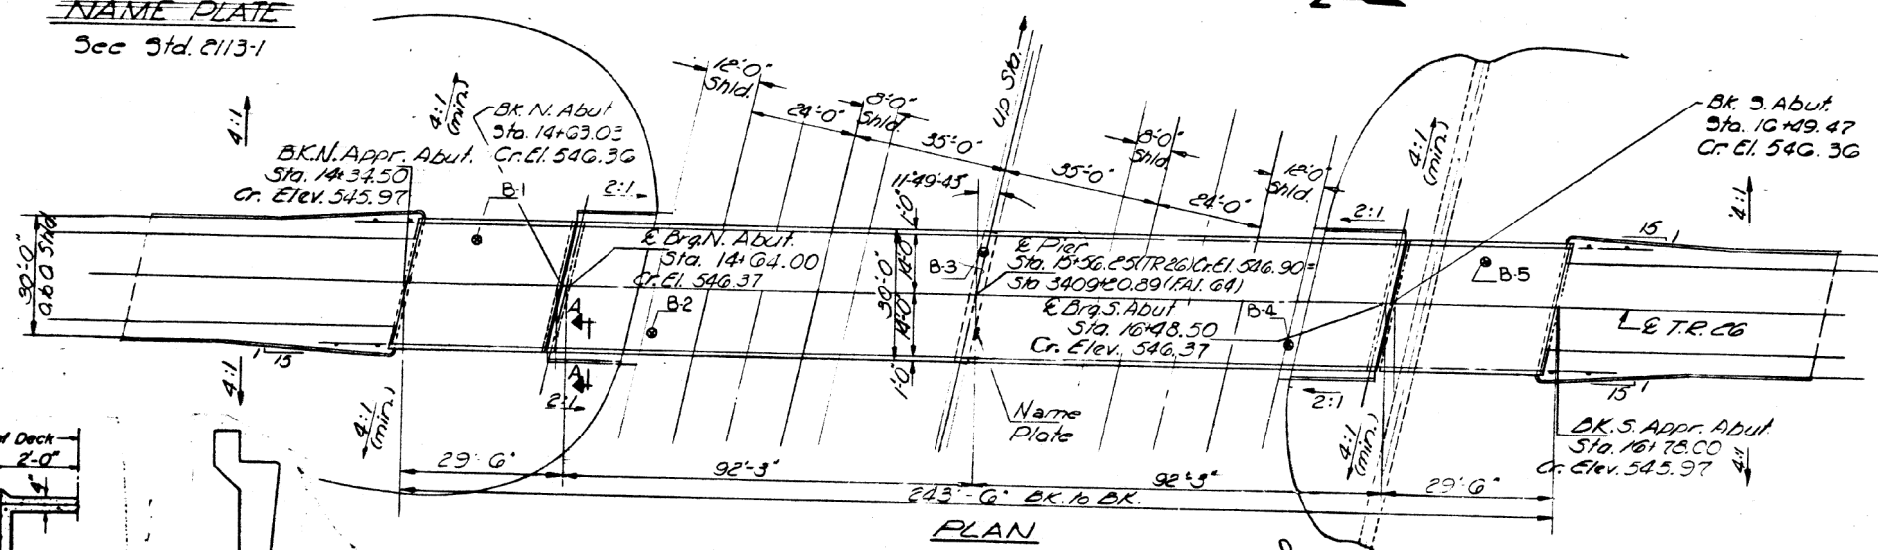 NAME PLATE
See Std. 2113-1
4:1
4:1
(min.)
BK. N. Abut.
Sta. 14+63.03
Cr. El. 546.36
BK. N. Appr. Abut.
Sta. 14+34.50
Cr. Elev. 545.97
B-1
2:1
12'-0"
Shld.
24'-0"
8'-0"
Shld.
35'-0"
Up Sta.
11°-49'-43"
35'-0"
8'-0"
Shld.
24'-0"
12'-0"
Shld.
2:1
4:1
(min.)
BK. S. Abut.
Sta. 16+49.47
Cr. El. 546.36
4:1
30'-0"
a. to a Shld
15
1
4:1
4:1
(min.)
℄ Brg. N. Abut.
Sta. 14+64.00
Cr. El. 546.37
A
A
B-2
2:1
1'-0"
14'-0"
30'-0"
14'-0"
1'-0"
B-3
℄ Pier
Sta. 15+56.25 (TR 26) Cr. El. 546.90 =
Sta 3409+20.89 (FAI. 64)
℄ Brg. S. Abut
Sta. 16+48.50
Cr. Elev. 546.37
B-4
B-5
15
1
℄ T.R. 26
15
1
Name
Plate
2:1
4:1
(min.)
BK. S. Appr. Abut.
Sta. 16+78.00
Cr. Elev. 545.97
4:1
29'-6"
92'-3"
92'-3"
29'-6"
243'-6" BK. to BK.
PLAN
of Deck
2'-0"